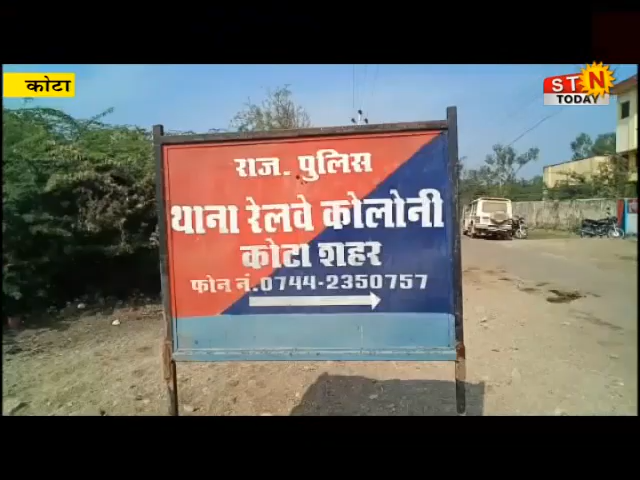 कोटा
STN
TODAY
राज. पुलिस
थाना रेलवे कोलोनी
कोटा शहर
फोन नं.0744-2350757